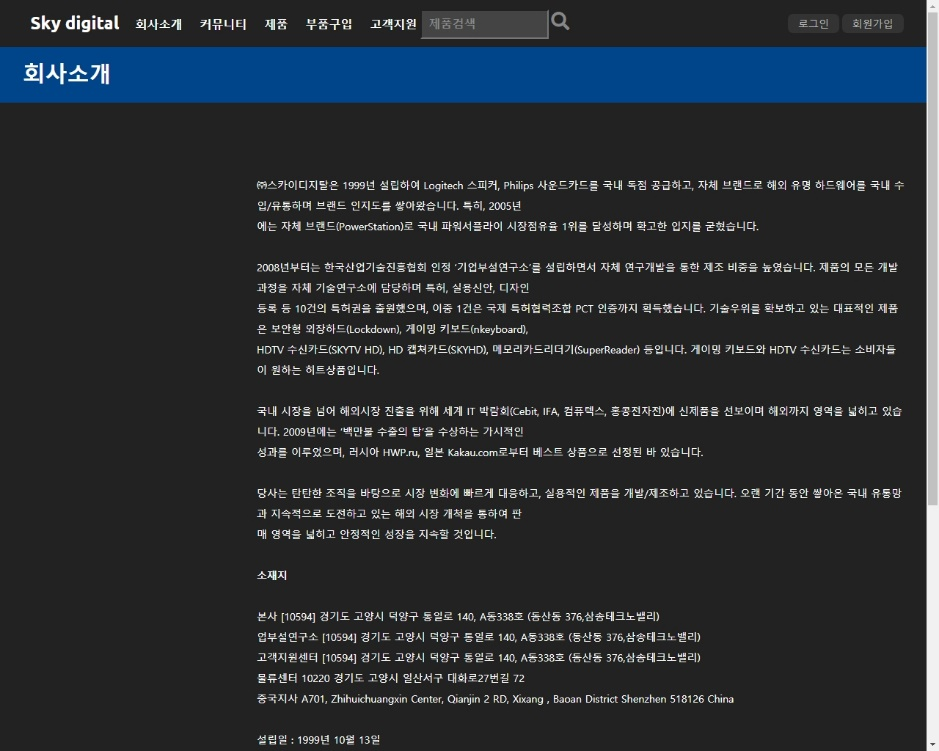 Sky digital 회사소개 커뮤니티 제품 부품구입 고객지원 제품검색 로그인 회원가입
회사소개
㈜스카이디지탈은 1999년 설립하여 Logitech 스피커, Philips 사운드카드를 국내 독점 공급하고, 자체 브랜드로 해외 유명 하드웨어를 국내 수
입/유통하며 브랜드 인지도를 쌓아왔습니다. 특히, 2005년
에는 자체 브랜드(PowerStation)로 국내 파워서플라이 시장점유율 1위를 달성하며 확고한 입지를 굳혔습니다.
2008년부터는 한국산업기술진흥협회 인정 '기업부설연구소'를 설립하면서 자체 연구개발을 통한 제조 비중을 높였습니다. 제품의 모든 개발
과정을 자체 기술연구소에 담당하며 특허, 실용신안, 디자인
등록 등 10건의 특허권을 출원했으며, 이중 1건은 국제 특허협력조합 PCT 인증까지 획득했습니다. 기술우위를 확보하고 있는 대표적인 제품
은 보안형 외장하드(Lockdown), 게이밍 키보드(nkeyboard),
HDTV 수신카드(SKYTV HD), HD 캡쳐카드(SKYHD), 메모리카드리더기(SuperReader) 등입니다. 게이밍 키보드와 HDTV 수신카드는 소비자들
이 원하는 히트상품입니다.
국내 시장을 넘어 해외시장 진출을 위해 세계 IT 박람회(Cebit, IFA, 컴퓨텍스, 홍콩전자전)에 신제품을 선보이며 해외까지 영역을 넓히고 있습
니다. 2009년에는 '백만불 수출의 탑'을 수상하는 가시적인
성과를 이루었으며, 러시아 HWP.ru, 일본 Kakau.com로부터 베스트 상품으로 선정된 바 있습니다.
당사는 탄탄한 조직을 바탕으로 시장 변화에 빠르게 대응하고, 실용적인 제품을 개발/제조하고 있습니다. 오랜 기간 동안 쌓아온 국내 유통망
과 지속적으로 도전하고 있는 해외 시장 개척을 통하여 판
매 영역을 넓히고 안정적인 성장을 지속할 것입니다.
소재지
본사 [10594] 경기도 고양시 덕양구 통일로 140, A동338호 (동산동 376,삼송테크노밸리)
업부설연구소 [10594] 경기도 고양시 덕양구 통일로 140, A동338호 (동산동 376,삼송테크노밸리)
고객지원센터 [10594] 경기도 고양시 덕양구 통일로 140, A동338호 (동산동 376,삼송테크노밸리)
물류센터 10220 경기도 고양시 일산서구 대화로27번길 72
중국지사 A701, Zhihuichuangxin Center, Qianjin 2 RD, Xixang , Baoan District Shenzhen 518126 China
설립일 : 1999년 10월 13일